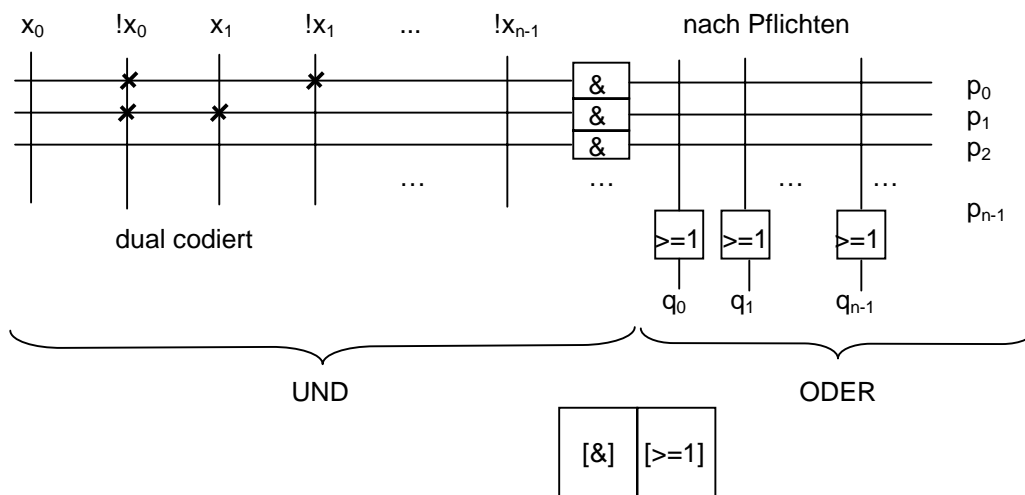 x₀ !x₀ x₁ !x₁ ... !xₙ₋₁ nach Pflichten
& p₀
& p₁
& p₂
... ... ... ...
pₙ₋₁
dual codiert >=1 >=1 >=1
q₀ q₁ qₙ₋₁
UND ODER
[&] [>=1]